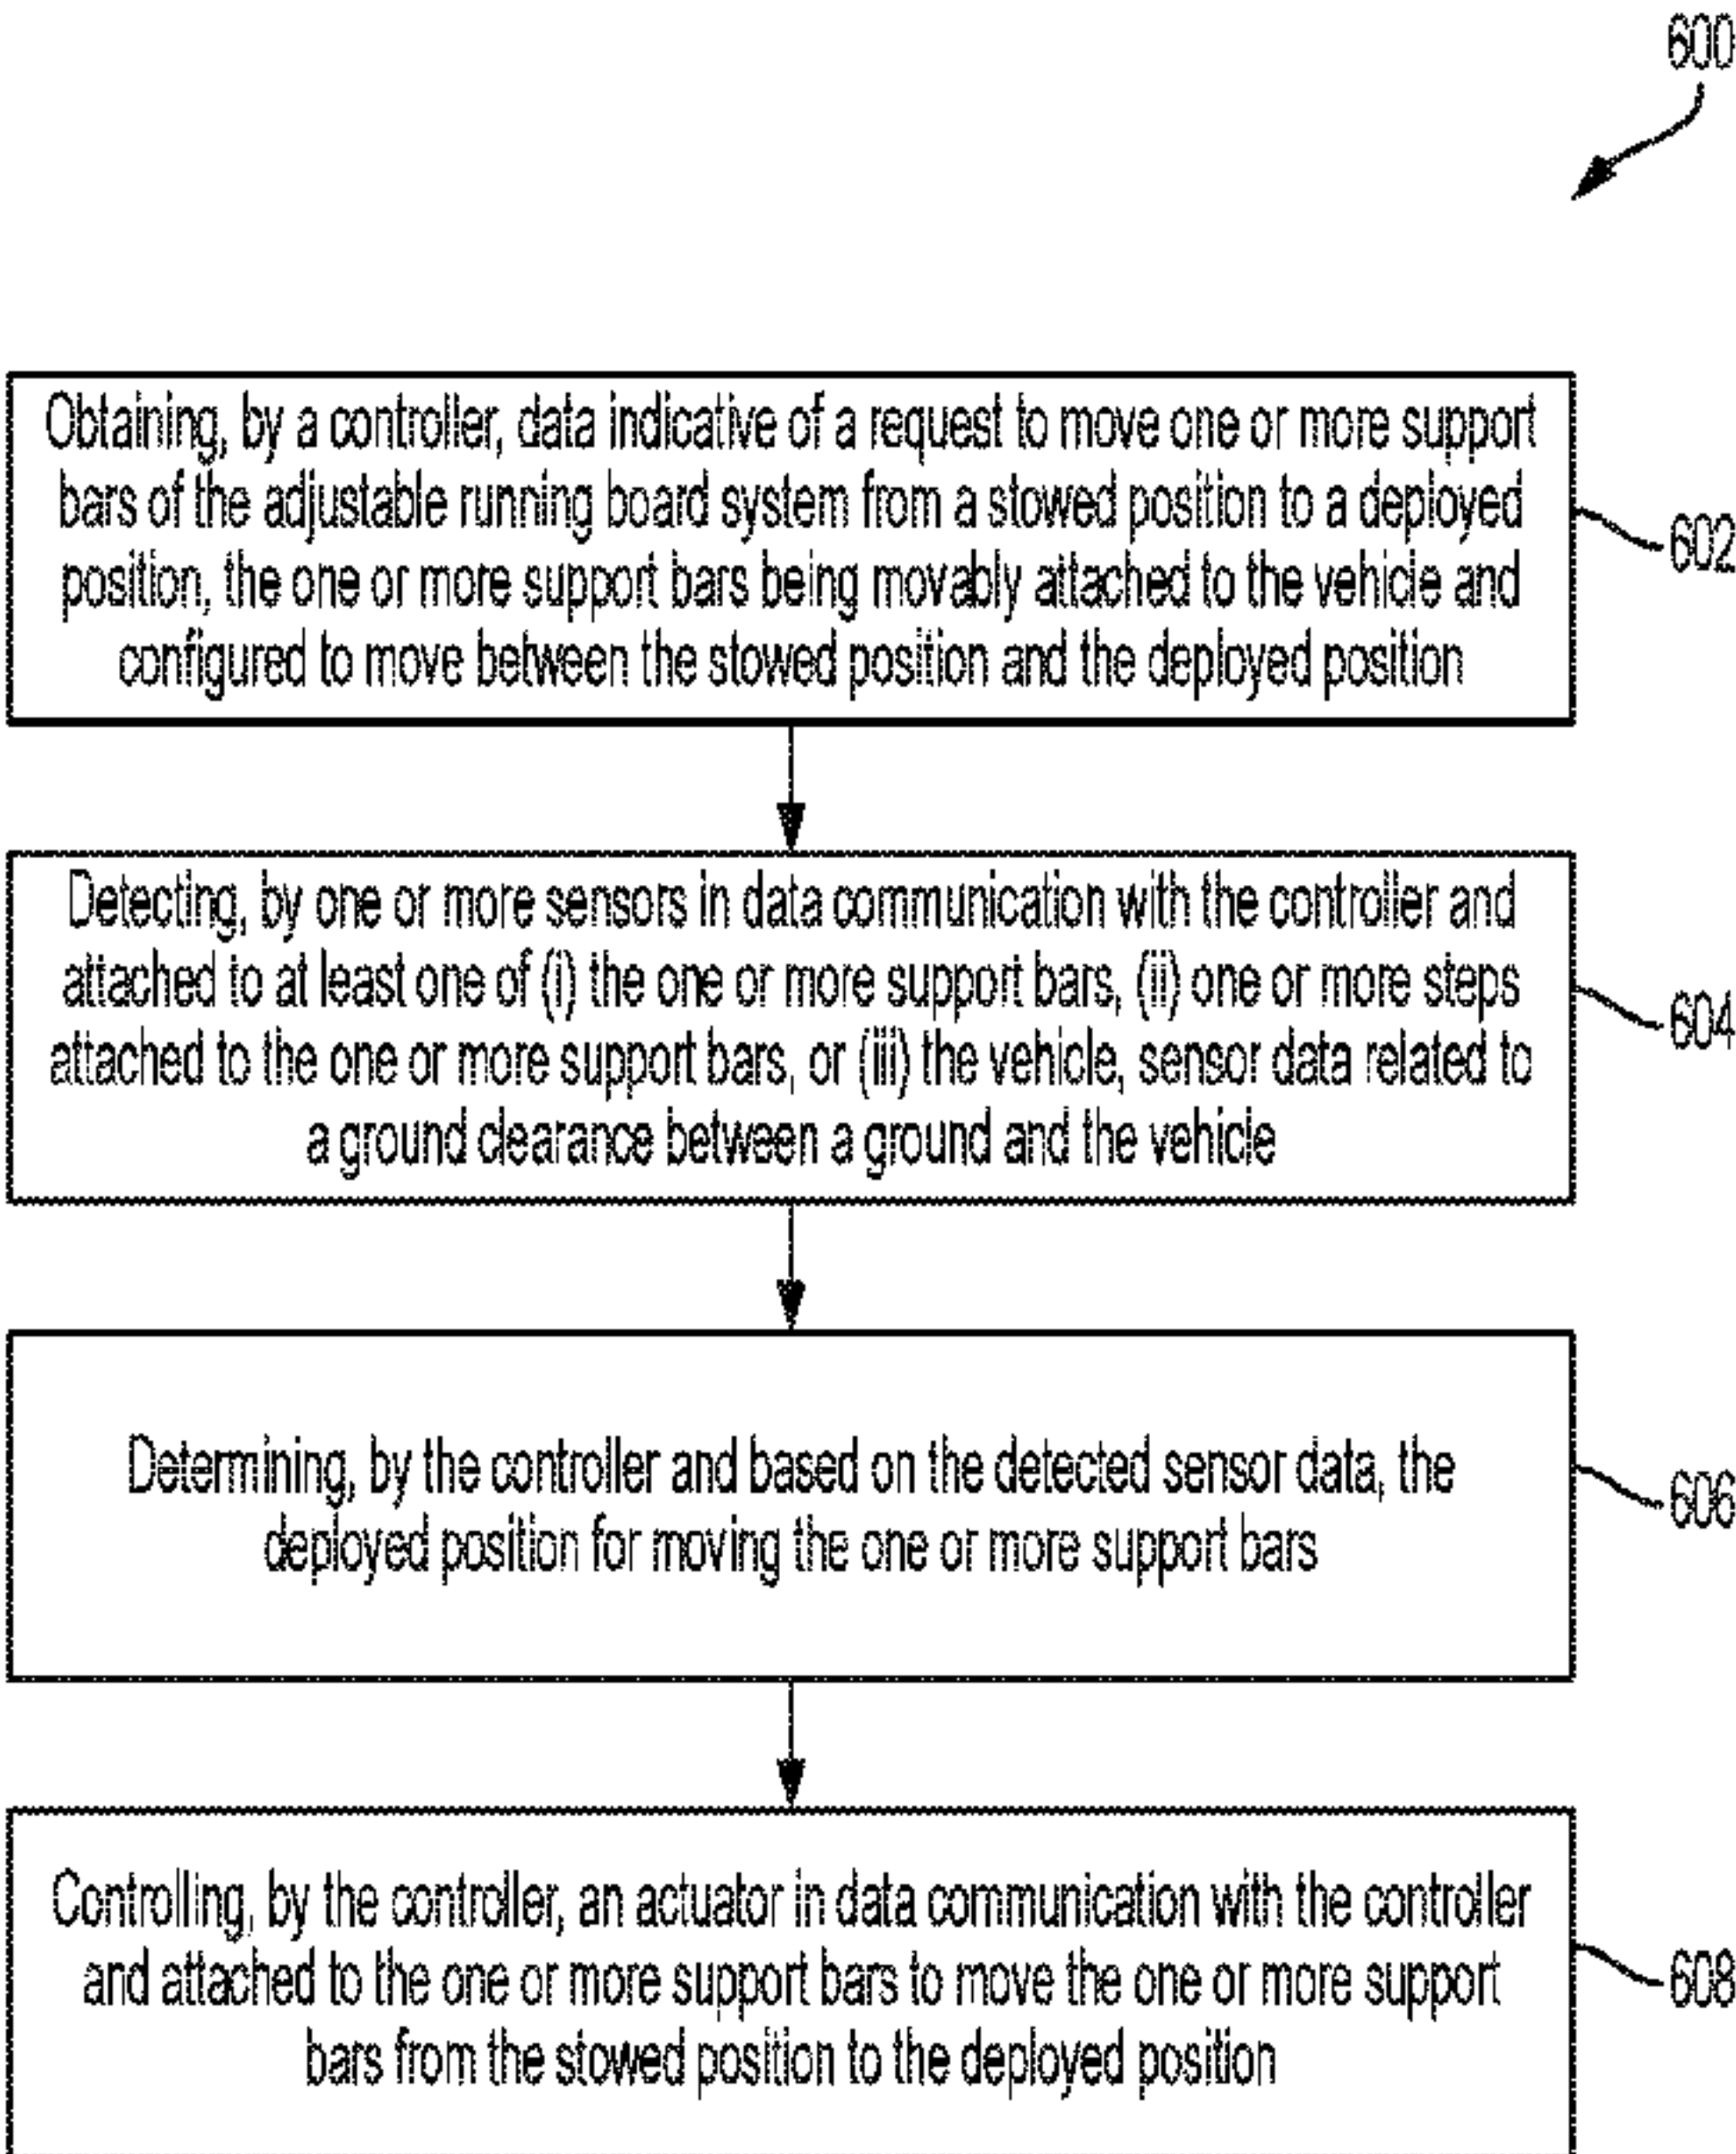 600
Obtaining, by a controller, data indicative of a request to move one or more support
bars of the adjustable running board system from a stowed position to a deployed
position, the one or more support bars being movably attached to the vehicle and
configured to move between the stowed position and the deployed position
602
Detecting, by one or more sensors in data communication with the controller and
attached to at least one of (i) the one or more support bars, (ii) one or more steps
attached to the one or more support bars, or (iii) the vehicle, sensor data related to
a ground clearance between a ground and the vehicle
604
Determining, by the controller and based on the detected sensor data, the
deployed position for moving the one or more support bars
606
Controlling, by the controller, an actuator in data communication with the controller
and attached to the one or more support bars to move the one or more support
bars from the stowed position to the deployed position
608